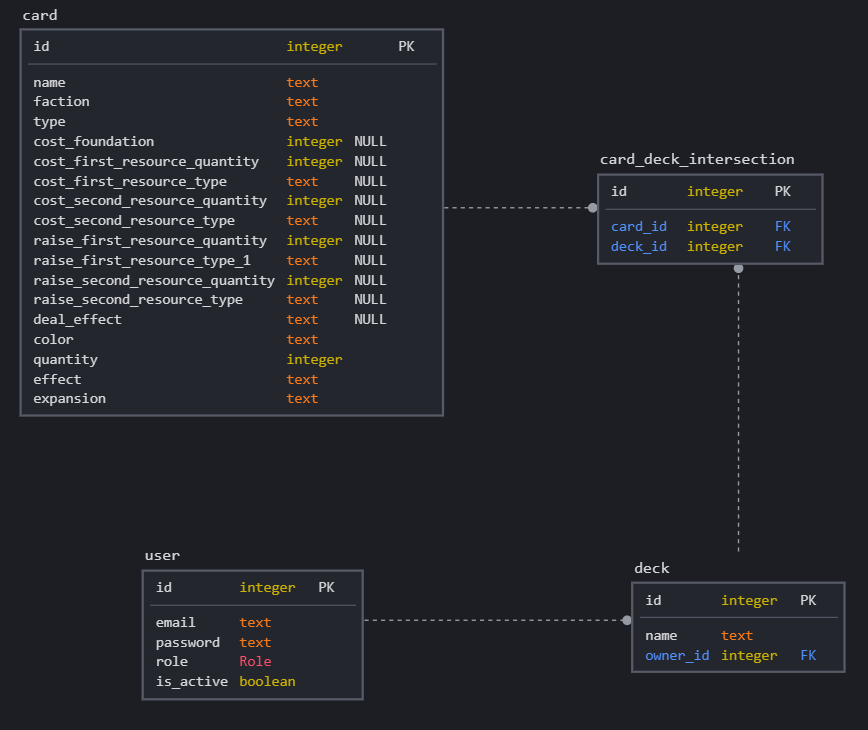 card
id integer PK
name text
faction text
type text
cost_foundation integer NULL
cost_first_resource_quantity integer NULL
cost_first_resource_type text NULL
cost_second_resource_quantity integer NULL
cost_second_resource_type text NULL
raise_first_resource_quantity integer NULL
raise_first_resource_type_1 text NULL
raise_second_resource_quantity integer NULL
raise_second_resource_type text NULL
deal_effect text NULL
color text
quantity integer
effect text
expansion text
card_deck_intersection
id integer PK
card_id integer FK
deck_id integer FK
user
id integer PK
email text
password text
role Role
is_active boolean
deck
id integer PK
name text
owner_id integer FK